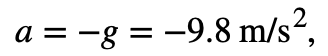 a = −g = −9.8 m/s²,